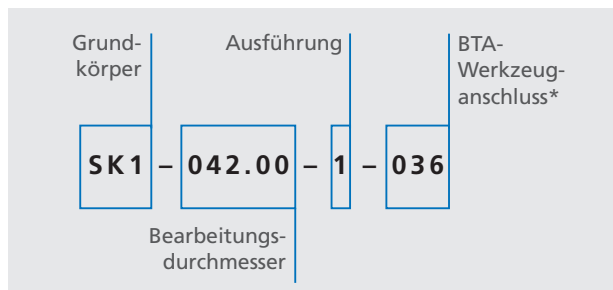 Grund-
körper
Ausführung
BTA-
Werkzeug-
anschluss*
SK1 – 042.00 – 1 – 036
Bearbeitungs-
durchmesser